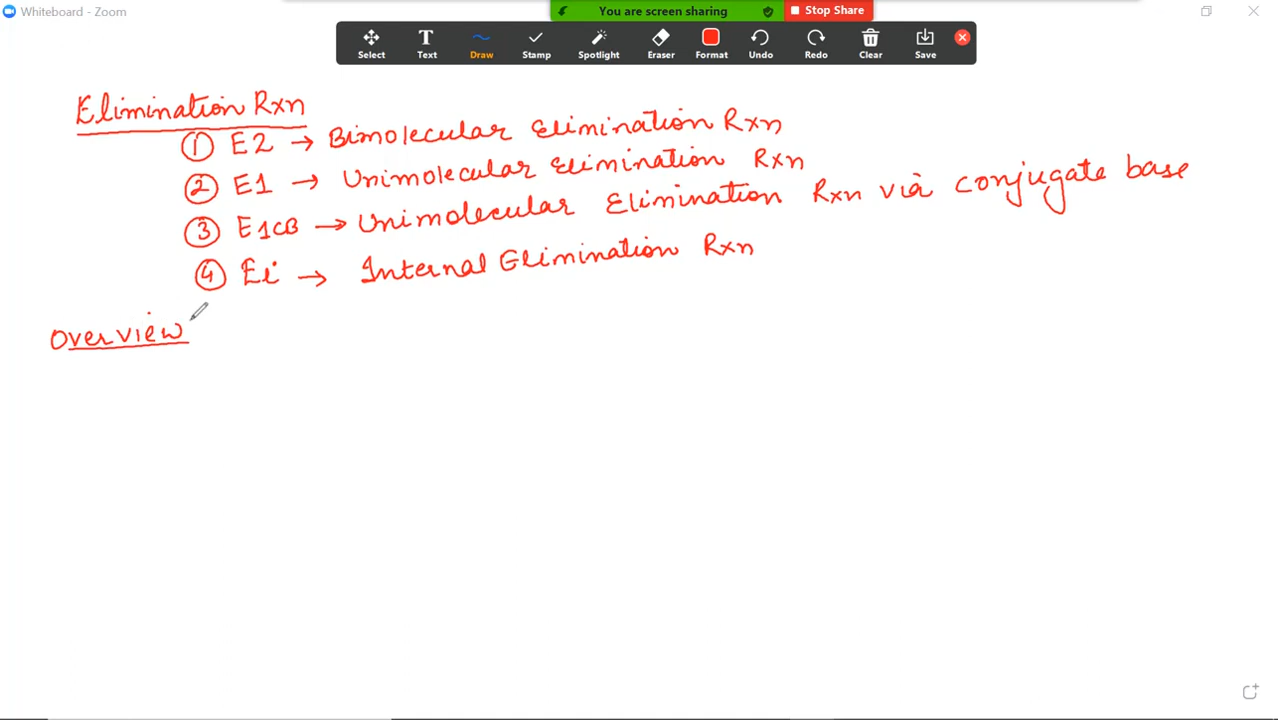 Whiteboard - Zoom
You are screen sharing
Stop Share
Select Text Draw Stamp Spotlight Eraser Format Undo Redo Clear Save
Elimination Rxn
① E2 → Bimolecular Elimination Rxn
② E1 → Unimolecular Elimination Rxn
③ E1CB → Unimolecular Elimination Rxn via conjugate base
④ Ei → Internal Elimination Rxn
Overview